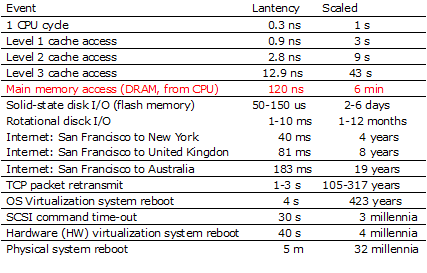 Event Lantency Scaled
1 CPU cycle 0.3 ns 1 s
Level 1 cache access 0.9 ns 3 s
Level 2 cache access 2.8 ns 9 s
Level 3 cache access 12.9 ns 43 s
Main memory access (DRAM, from CPU) 120 ns 6 min
Solid-state disk I/O (flash memory) 50-150 us 2-6 days
Rotational disck I/O 1-10 ms 1-12 months
Internet: San Francisco to New York 40 ms 4 years
Internet: San Francisco to United Kingdon 81 ms 8 years
Internet: San Francisco to Australia 183 ms 19 years
TCP packet retransmit 1-3 s 105-317 years
OS Virtualization system reboot 4 s 423 years
SCSI command time-out 30 s 3 millennia
Hardware (HW) virtualization system reboot 40 s 4 millennia
Physical system reboot 5 m 32 millennia